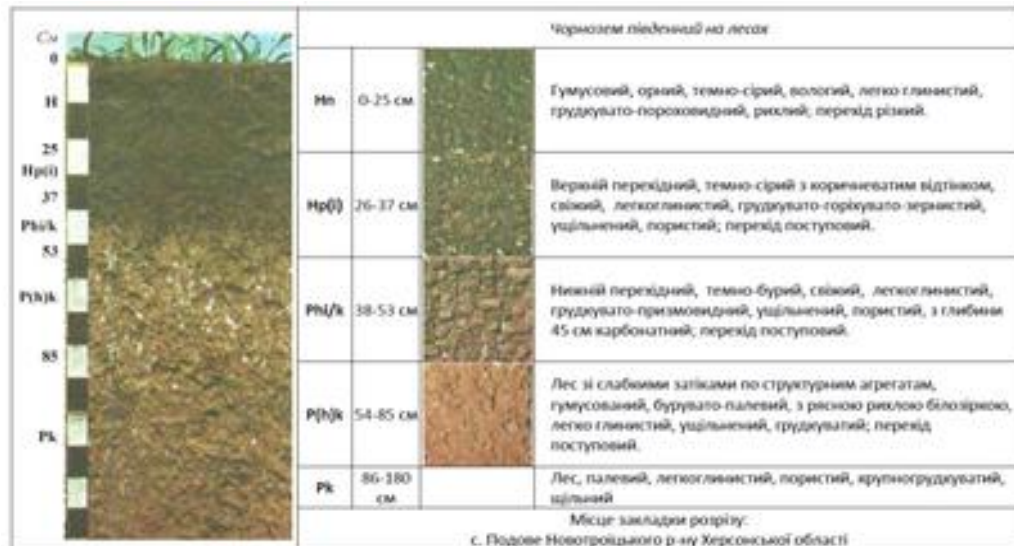 См
0
H
25
Hp(i)
37
Phi/k
53
P(h)k
85
Pk
Чорнозем південний на лесах
Hn
0-25 см
Гумусовий, орний, темно-сірий, вологий, легко глинистий,
грудкувато-пороховидний, рихлий; перехід різкий.
Hp(i)
26-37 см
Верхній перехідний, темно-сірий з коричневатим відтінком,
свіжий, легкоглинистий, грудкувато-горіхувато-зернистий,
ущільнений, пористий; перехід поступовий.
Phi/k
38-53 см
Нижній перехідний, темно-бурий, свіжий, легкоглинистий,
грудкувато-призмовидний, ущільнений, пористий, з глибини
45 см карбонатний; перехід поступовий.
P(h)k
54-85 см
Лес зі слабкими затіками по структурним агрегатам,
гумусований, бурувато-палевий, з рясною рихлою білозіркою,
легко глинистий, ущільнений, грудкуватий; перехід
поступовий.
Pk
86-180
см
Лес, палевий, легкоглинистий, пористий, крупногрудкуватий,
щільний
Місце закладки розрізу:
с. Подове Новотроїцького р-ну Херсонської області